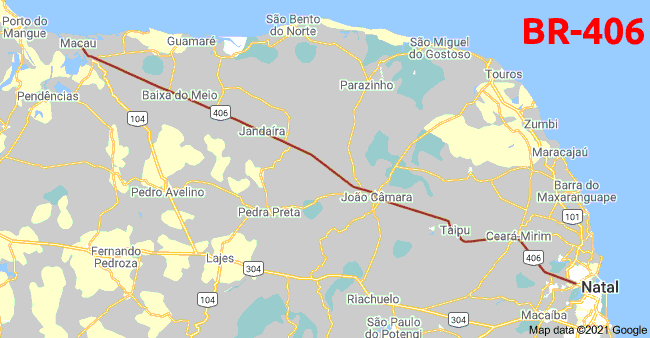 BR-406
Porto do
Mangue
Macau
São Bento
do Norte
Guamaré
São Miguel
do Gostoso
Touros
Parazinho
Pendências
Baixa do Meio
104
406
Jandaíra
Zumbi
Maracajaú
Pedro Avelino
João Câmara
Barra do
Maxaranguape
Pedra Preta
101
Taipu
Ceará-Mirim
Fernando
Pedroza
Lajes
304
406
Natal
104
Riachuelo
Macaíba
São Paulo
do Potengi
304
Map data ©2021 Google